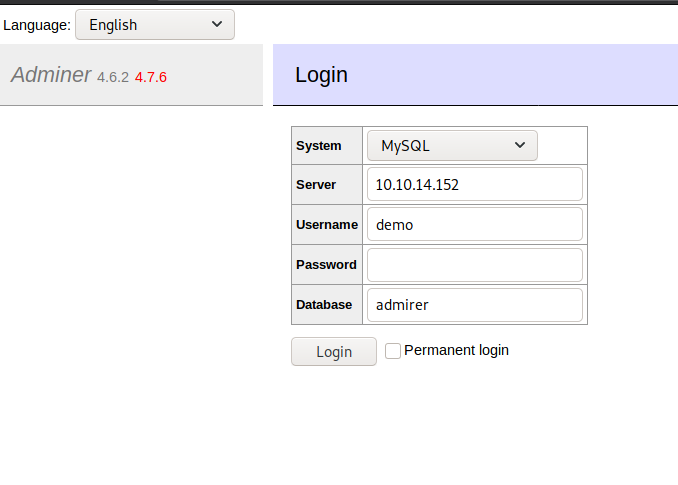 Language: English
Adminer 4.6.2 4.7.6
Login
System MySQL
Server 10.10.14.152
Username demo
Password
Database admirer
Login Permanent login